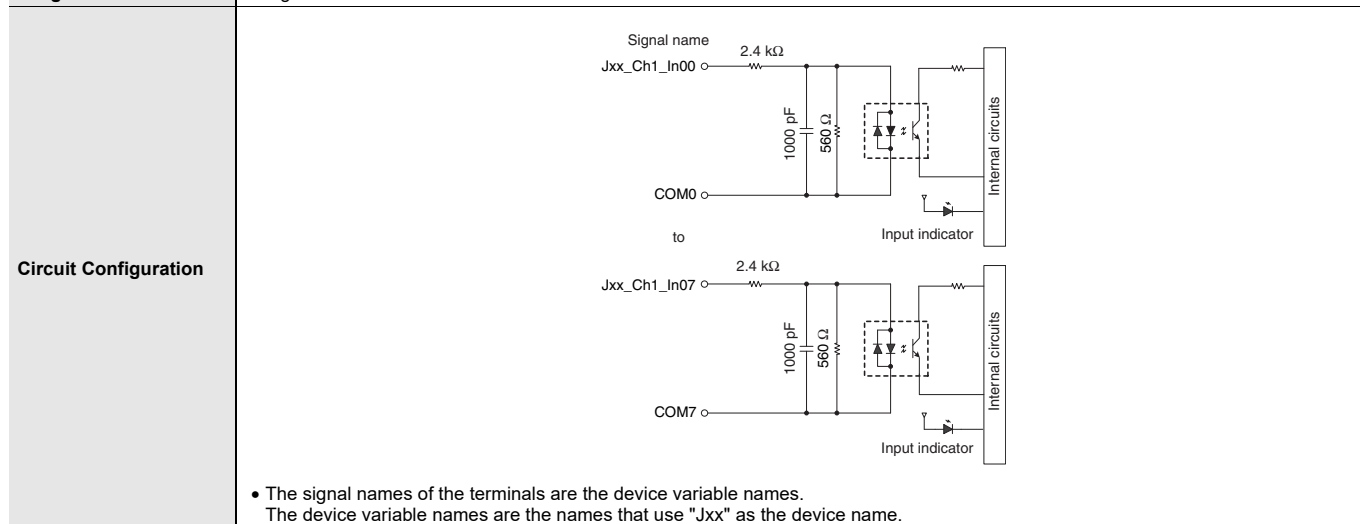 Signal name
2.4 kΩ
Jxx_Ch1_In00
1000 pF
560 Ω
Internal circuits
COM0
Input indicator
to
Circuit Configuration
2.4 kΩ
Jxx_Ch1_In07
1000 pF
560 Ω
Internal circuits
COM7
Input indicator
• The signal names of the terminals are the device variable names.
The device variable names are the names that use "Jxx" as the device name.